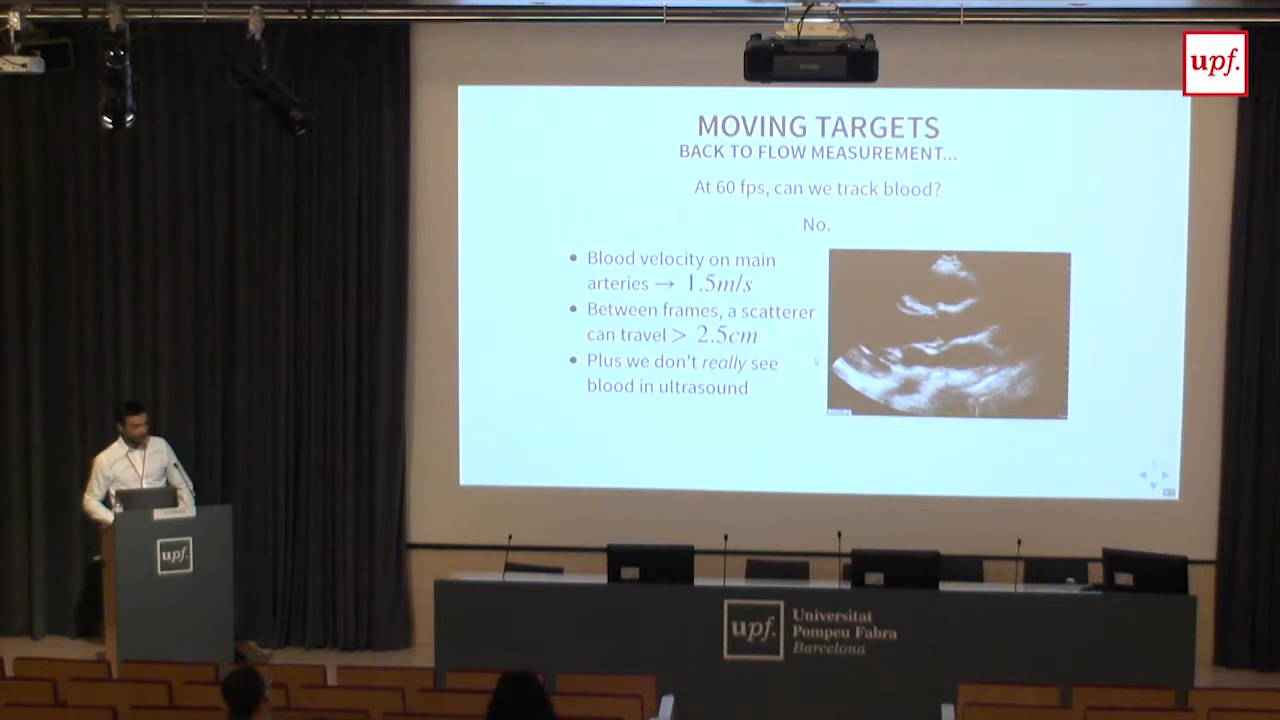 upf.
MOVING TARGETS
BACK TO FLOW MEASUREMENT...
At 60 fps, can we track blood?
No.
• Blood velocity on main
arteries → 1.5m/s
• Between frames, a scatterer
can travel > 2.5cm
• Plus we don't really see
blood in ultrasound
PHILIPS
upf.
upf.
Universitat
Pompeu Fabra
Barcelona